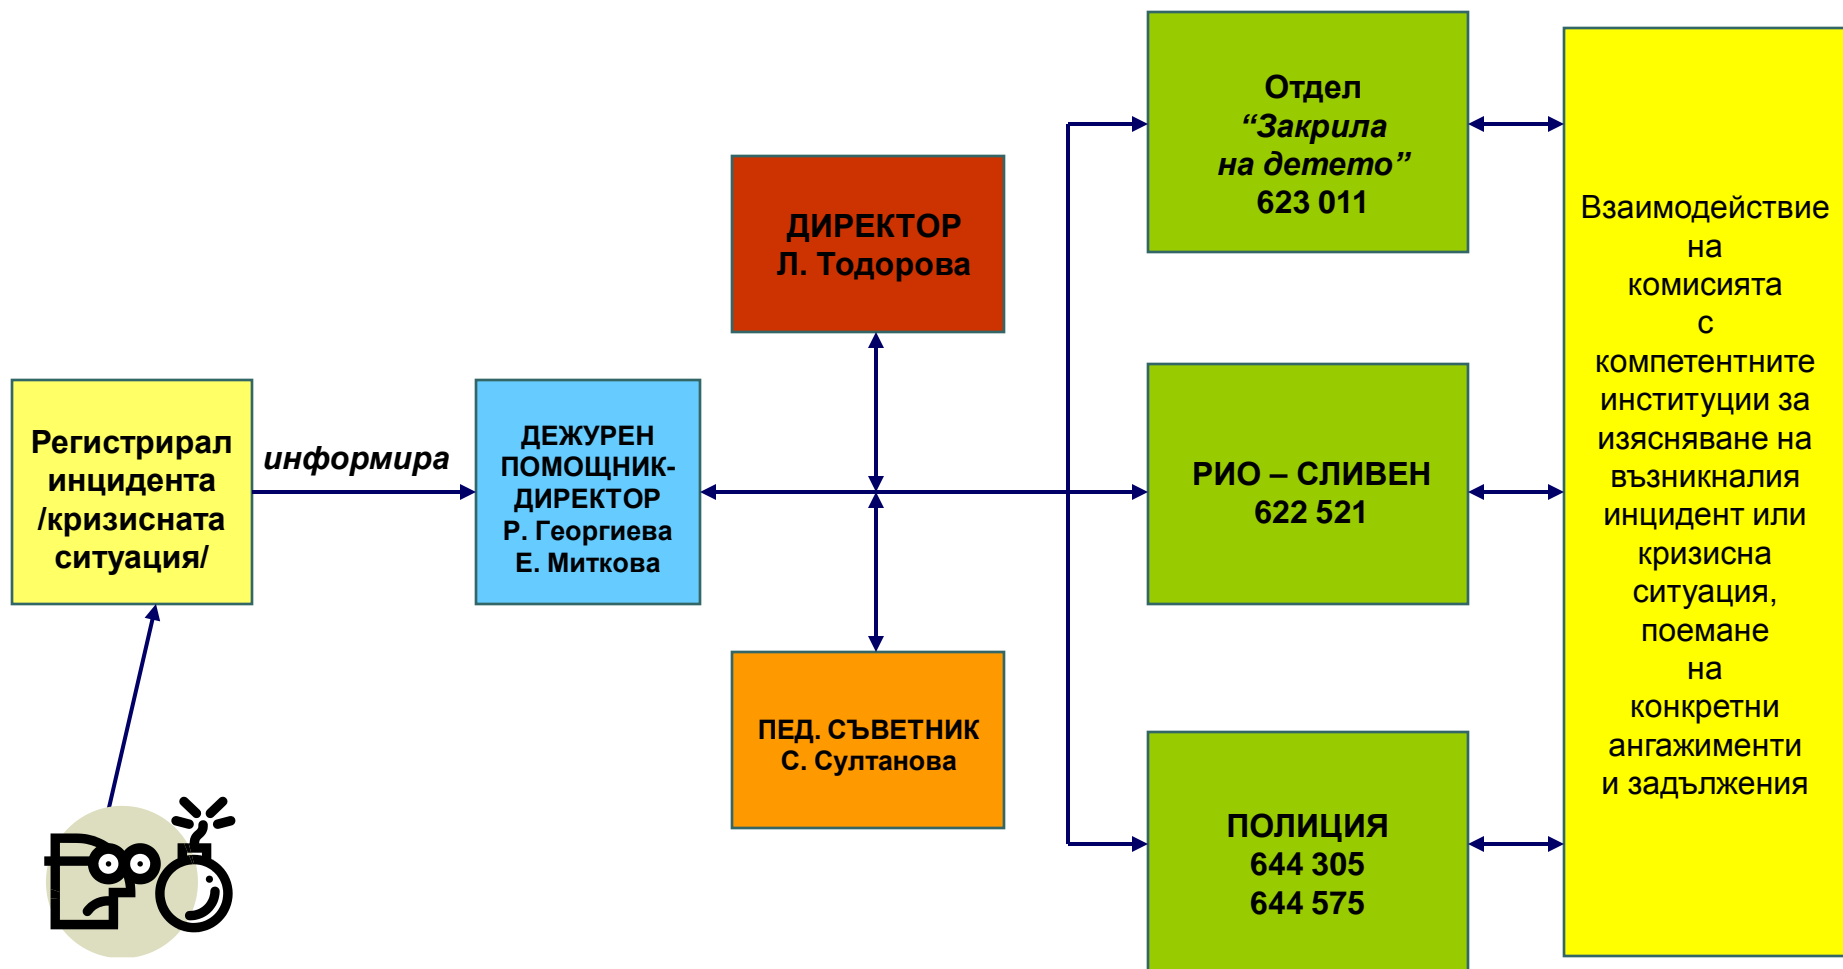 Регистрирал
инцидента
/кризисната
ситуация/
информира
ДЕЖУРЕН
ПОМОЩНИК-
ДИРЕКТОР
Р. Георгиева
Е. Миткова
ДИРЕКТОР
Л. Тодорова
ПЕД. СЪВЕТНИК
С. Султанова
Отдел
“Закрила
на детето”
623 011
РИО – СЛИВЕН
622 521
ПОЛИЦИЯ
644 305
644 575
Взаимодействие
на
комисията
с
компетентните
институции за
изясняване на
възникналия
инцидент или
кризисна
ситуация,
поемане
на
конкретни
ангажименти
и задължения